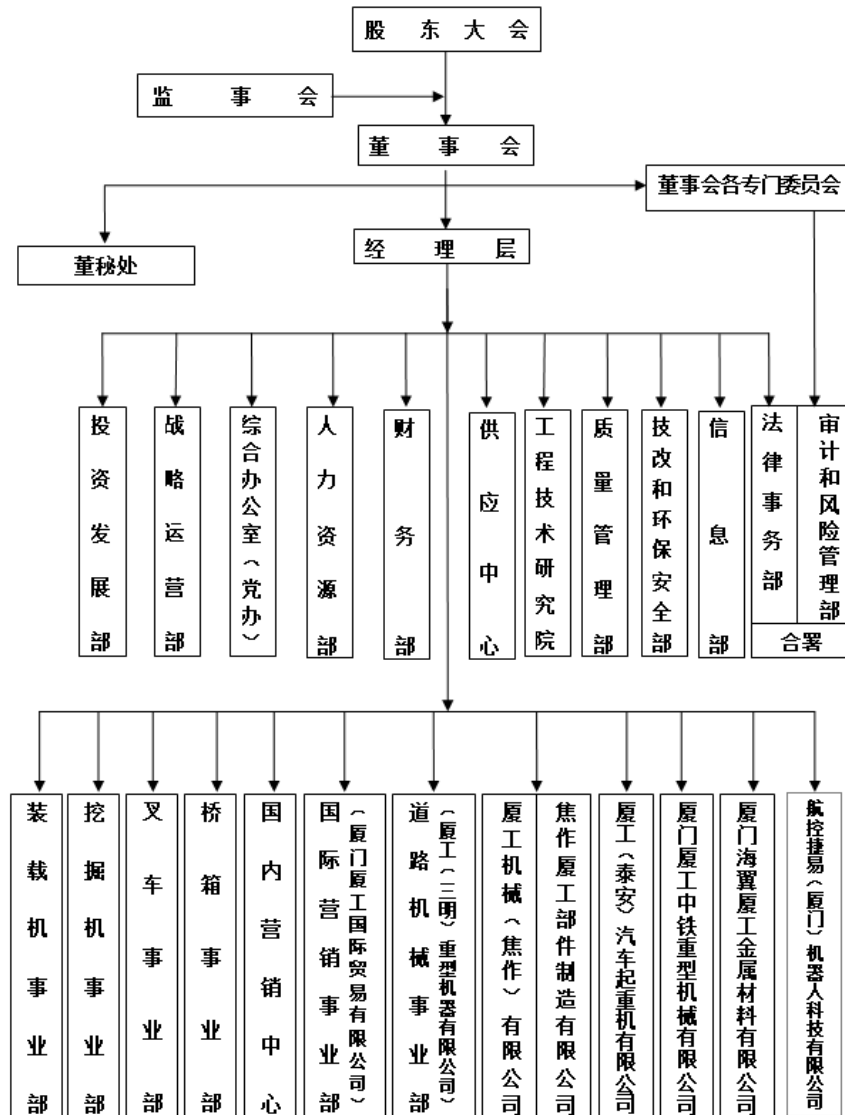 股东大会
监事会
董事会
董事会各专门委员会
董秘处
经理层
投资发展部
战略运营部
综合办公室（党办）
人力资源部
财务部
供应中心
工程技术研究院
质量管理部
技改和环保安全部
信息部
法律事务部
审计和风险管理部
合署
装载机事业部
挖掘机事业部
叉车事业部
桥箱事业部
国内营销中心
国际营销事业部
（厦门厦工国际贸易有限公司）
道路机械事业部
（厦工（三明）重型机器有限公司）
厦工机械（焦作）有限公司
焦作厦工部件制造有限公司
厦工（泰安）汽车起重机有限公司
厦门厦工中铁重型机械有限公司
厦门海翼厦工金属材料有限公司
航控捷易（厦门）机器人科技有限公司